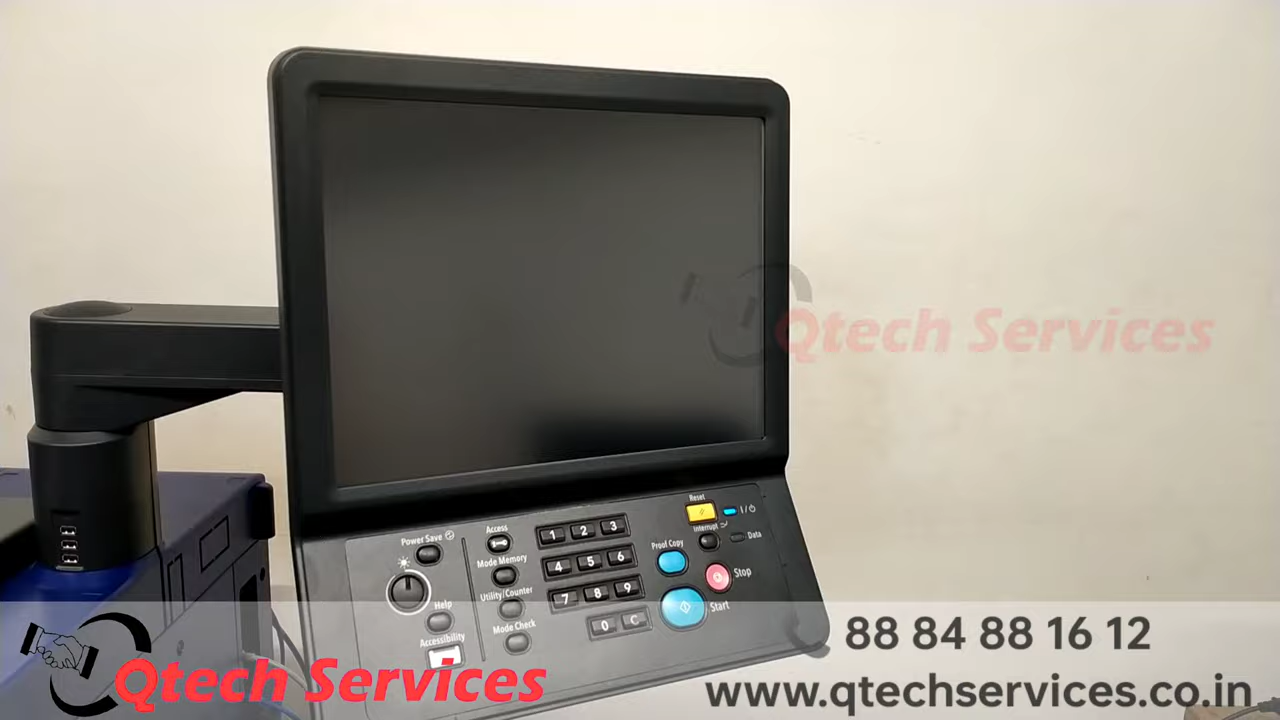 Qtech Services
Reset
I/
Interrupt
Data
Access
Power Save
Proof Copy
1 2 3
Mode Memory
4 5 6
Stop
Utility/Counter
7 8 9
Help
Start
0 C
Mode Check
Accessibility
88 84 88 16 12
Qtech Services
www.qtechservices.co.in